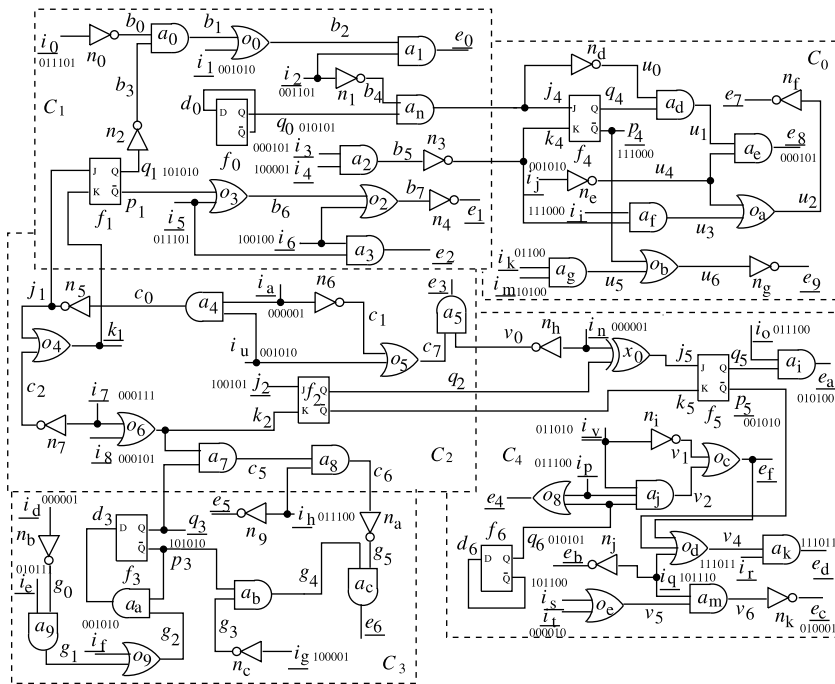 i0 011101 n0 b0 a0 b1 o0 b2 a1 e0
i1 001010
i2 001101 n1 b4
C1 b3 d0 D Q Q̄ q0 010101 f0 an
nd u0 C0
j4 J Q q4 ad nf e7
k4 K Q̄ p4 f4 111000 u1 ae e8 000101
n2
i3 000101
i4 100001 a2 b5 n3
q1 101010
J Q K Q̄ p1 f1
o3 b6 o2 b7 n4 e1
i5 011101
i6 100100 a3 e2
001010 ij ne u4
111000 ii af u3 oa u2
ik 01100
im 10100 ag u5 ob u6 ng e9
j1 n5 c0 a4 ia 000001 n6 c1 e3 a5
o4 k1
iu 001010 o5 c7 v0 nh in 000001 x0
io 011100
c2 j2 100101 J Q f2 K Q̄ q2
j5 J Q q5 ai ea 010100
k5 K Q̄ p5 f5 001010
i7 000111
n7 i8 000101 o6 k2
a7 c5 a8 c6 C2
011010 iv ni v1 oc ef
C4 011100 ip
e4 o8 aj v2
id 000001 nb
d3 D Q q3 Q̄ 101010 f3 p3
e5 n9 ih 011100 na
01011 ie g0
a9 001010 if g1 o9 g2 aa
ab g4 g5 ac e6
g3 nc ig 100001 C3
d6 f6 D Q Q̄ q6 010101 nj
101100 eb
od v4 ak 111011 ed
111011 ir
iq 101110
is it 000010 oe v5 am v6 nk ec 010001